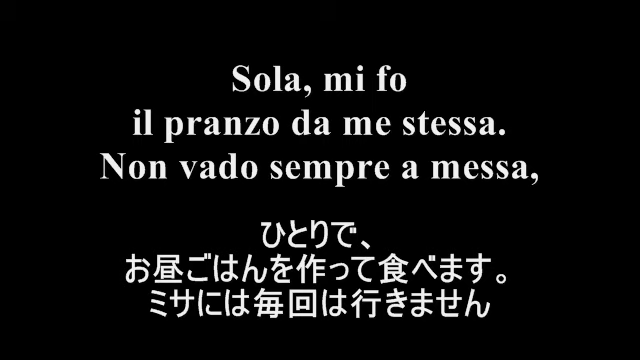 Sola, mi fo
il pranzo da me stessa.
Non vado sempre a messa,
ひとりで、
お昼ごはんを作って食べます。
ミサには毎回は行きません